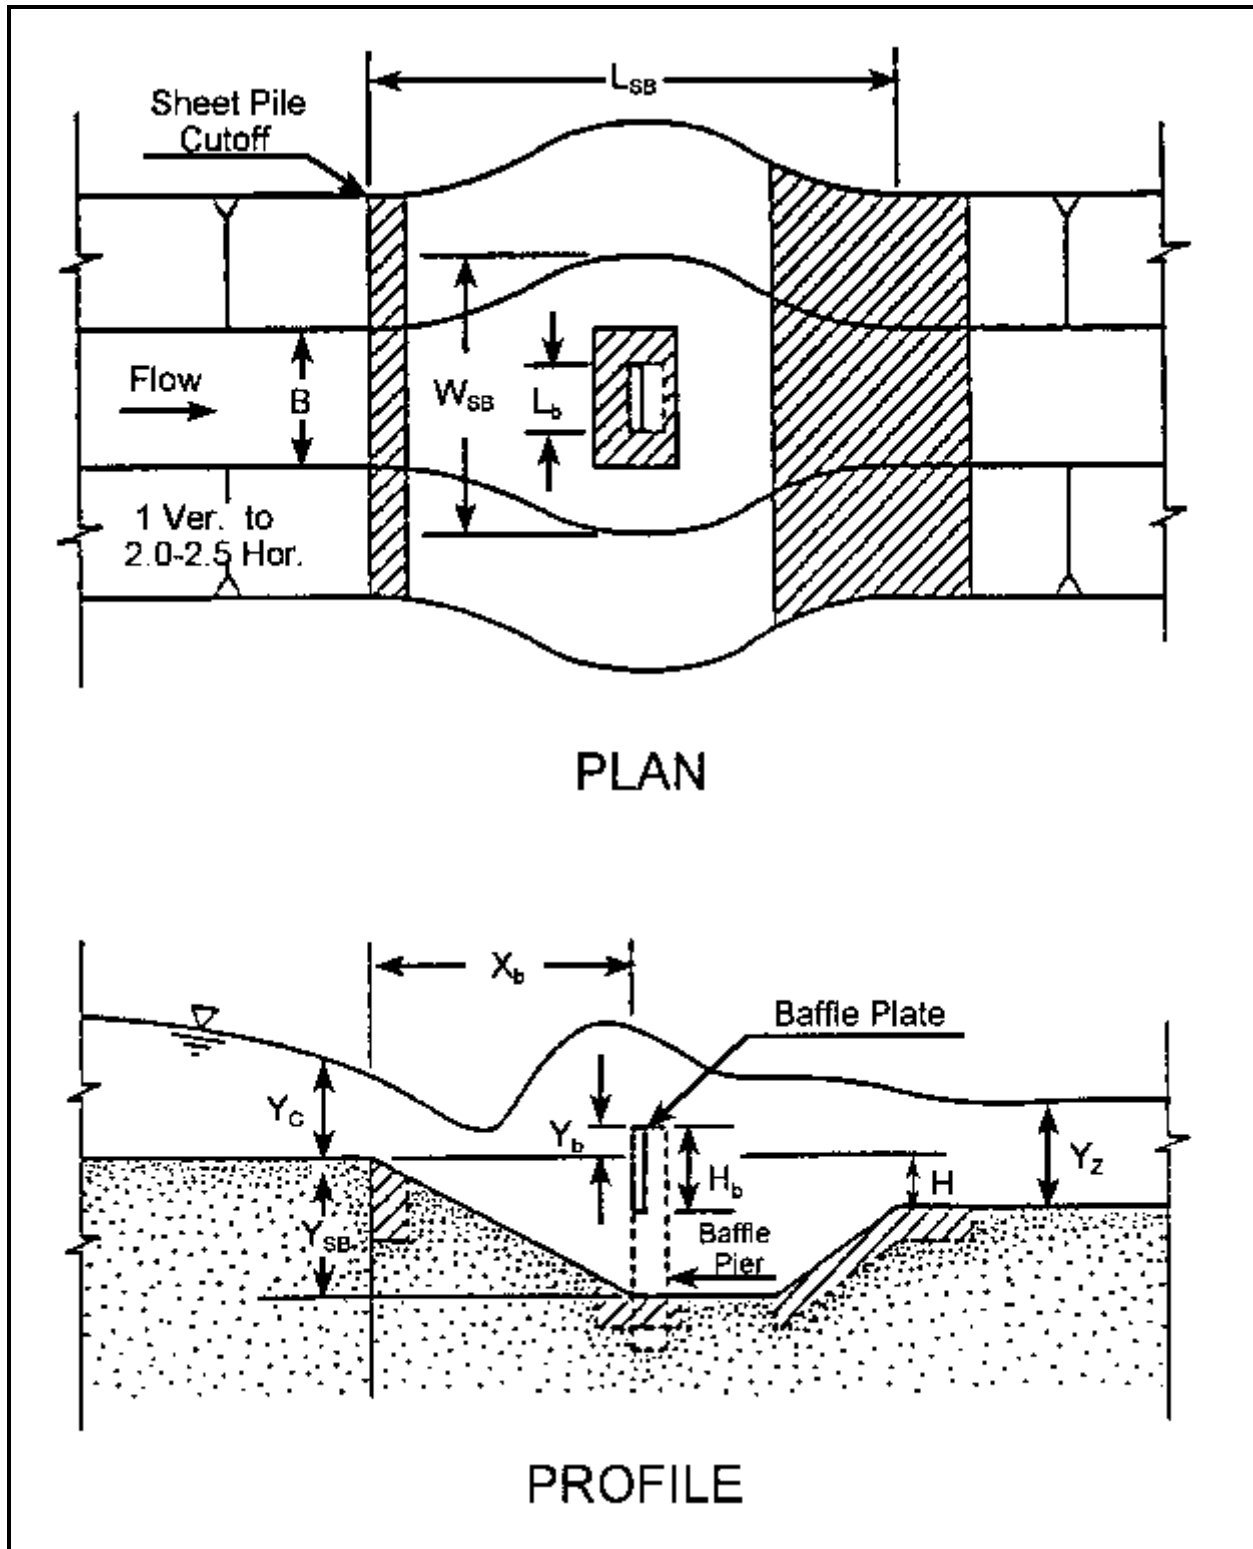 L_SB
Sheet Pile
Cutoff
Flow
B
W_SB
L_b
1 Ver. to
2.0-2.5 Hor.
PLAN
X_b
Baffle Plate
Y_C
Y_b
H_b
H
Y_Z
Y_SB
Baffle
Pier
PROFILE